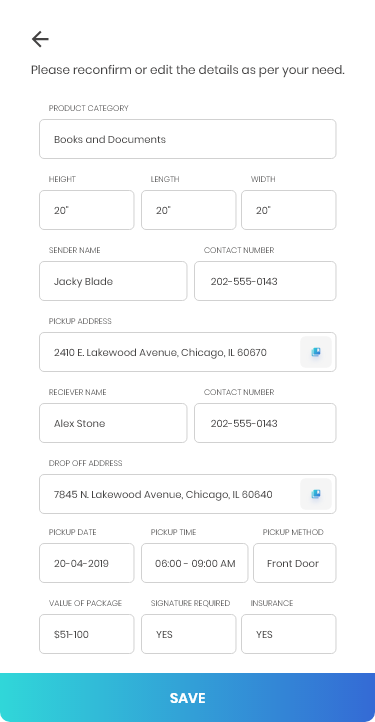 Please reconfirm or edit the details as per your need.
PRODUCT CATEGORY
Books and Documents
HEIGHT LENGTH WIDTH
20" 20" 20"
SENDER NAME CONTACT NUMBER
Jacky Blade 202-555-0143
PICKUP ADDRESS
2410 E. Lakewood Avenue, Chicago, IL 60670
RECIEVER NAME CONTACT NUMBER
Alex Stone 202-555-0143
DROP OFF ADDRESS
7845 N. Lakewood Avenue, Chicago, IL 60640
PICKUP DATE PICKUP TIME PICKUP METHOD
20-04-2019 06:00 - 09:00 AM Front Door
VALUE OF PACKAGE SIGNATURE REQUIRED INSURANCE
$51-100 YES YES
SAVE